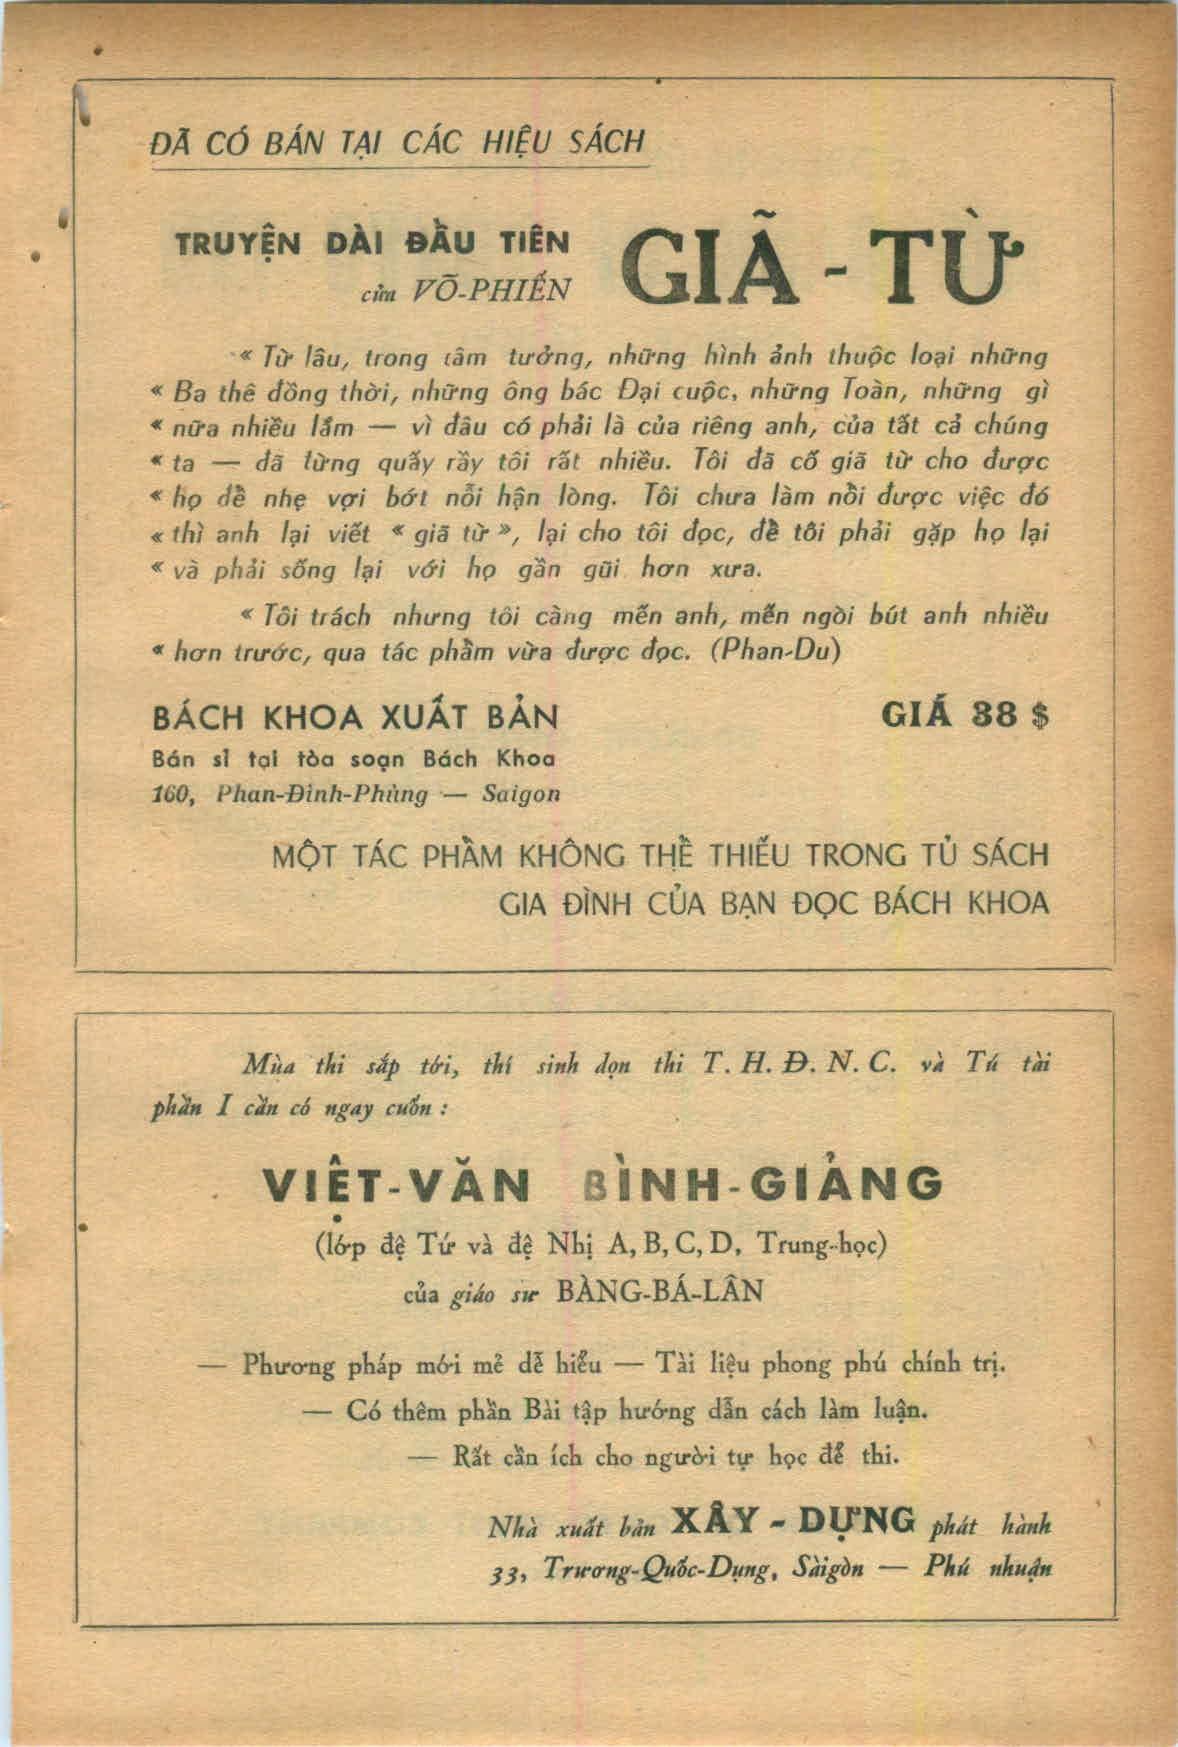 ĐÃ CÓ BÁN TẠI CÁC HIỆU SÁCH
TRUYỆN DÀI ĐẦU TIÊN
của VÕ-PHIẾN
GIÃ - TỪ
« Từ lâu, trong tâm tưởng, những hình ảnh thuộc loại những
« Ba thê đồng thời, những ông bác Đại cuộc, những Toàn, những gì
« nữa nhiều lắm — vì đâu có phải là của riêng anh, của tất cả chúng
« ta — đã từng quấy rầy tôi rất nhiều. Tôi đã cố giã từ cho được
« họ để nhẹ vợi bớt nỗi hận lòng. Tôi chưa làm nổi được việc đó
« thì anh lại viết « giã từ », lại cho tôi đọc, để tôi phải gặp họ lại
« và phải sống lại với họ gần gũi hơn xưa.
« Tôi trách nhưng tôi càng mến anh, mến ngòi bút anh nhiều
« hơn trước, qua tác phẩm vừa được đọc. (Phan-Du)
BÁCH KHOA XUẤT BẢN
GIÁ 38 $
Bán sỉ tại tòa soạn Bách Khoa
160, Phan-Đình-Phùng — Saigon
MỘT TÁC PHẨM KHÔNG THỂ THIẾU TRONG TỦ SÁCH
GIA ĐÌNH CỦA BẠN ĐỌC BÁCH KHOA
Mùa thi sắp tới, thí sinh dọn thi T. H. Đ. N. C. và Tú tài
phần I cần có ngay cuốn :
VIỆT-VĂN BÌNH-GIẢNG
(lớp đệ Tứ và đệ Nhị A, B, C, D, Trung-học)
của giáo sư BÀNG-BÁ-LÂN
— Phương pháp mới mẻ dễ hiểu — Tài liệu phong phú chính trị.
— Có thêm phần Bài tập hướng dẫn cách làm luận.
— Rất cần ích cho người tự học để thi.
Nhà xuất bản XÂY - DỰNG phát hành
33, Trương-Quốc-Dụng, Sàigòn — Phú nhuận